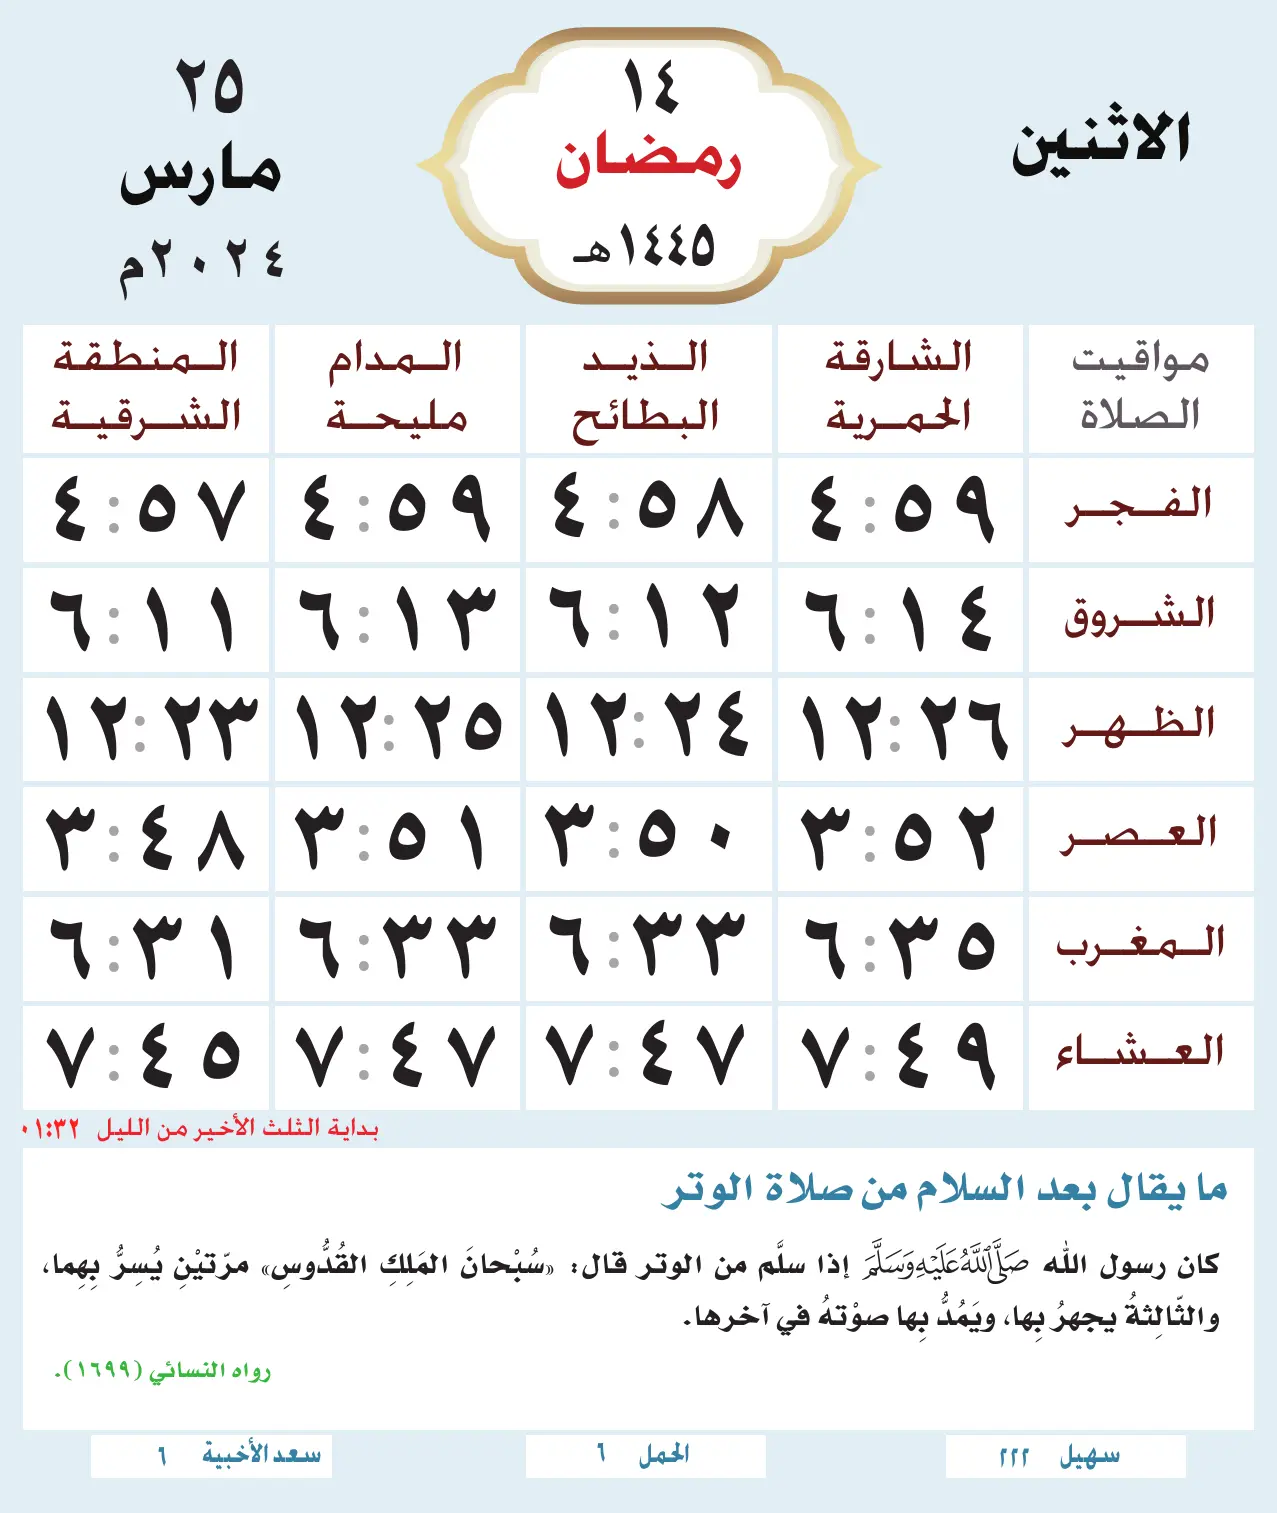 الاثنين
١٤
رمضان
١٤٤٥هـ
٢٥
مارس
٢٠٢٤م
مواقيت الصلاة	الشارقة الحمرية	الذيد البطائح	المدام مليحة	المنطقة الشرقية
الفجر	٤:٥٩	٤:٥٨	٤:٥٩	٤:٥٧
الشروق	٦:١٤	٦:١٢	٦:١٣	٦:١١
الظهر	١٢:٢٦	١٢:٢٤	١٢:٢٥	١٢:٢٣
العصر	٣:٥٢	٣:٥٠	٣:٥١	٣:٤٨
المغرب	٦:٣٥	٦:٣٣	٦:٣٣	٦:٣١
العشاء	٧:٤٩	٧:٤٧	٧:٤٧	٧:٤٥
بداية الثلث الأخير من الليل ٠١:٣٢
ما يقال بعد السلام من صلاة الوتر
كان رسول الله صَلَّى اللَّهُ عَلَيْهِ وَسَلَّمَ إذا سلَّم من الوتر قال: «سُبْحانَ المَلِكِ القُدُّوسِ» مرّتيْنِ يُسِرُّ بِهِما،
والثّالِثةُ يجهرُ بِها، ويَمُدُّ بِها صوْتهُ في آخرها.
رواه النسائي (١٦٩٩).
سهيل ٢٢٢	الحمل ٦	سعد الأخبية ٦